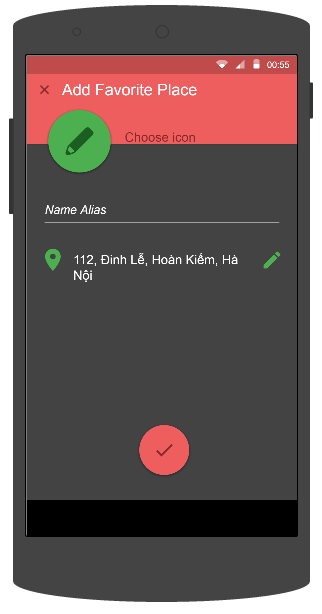 00:55
Add Favorite Place
Choose icon
Name Alias
112, Đinh Lễ, Hoàn Kiếm, Hà
Nội